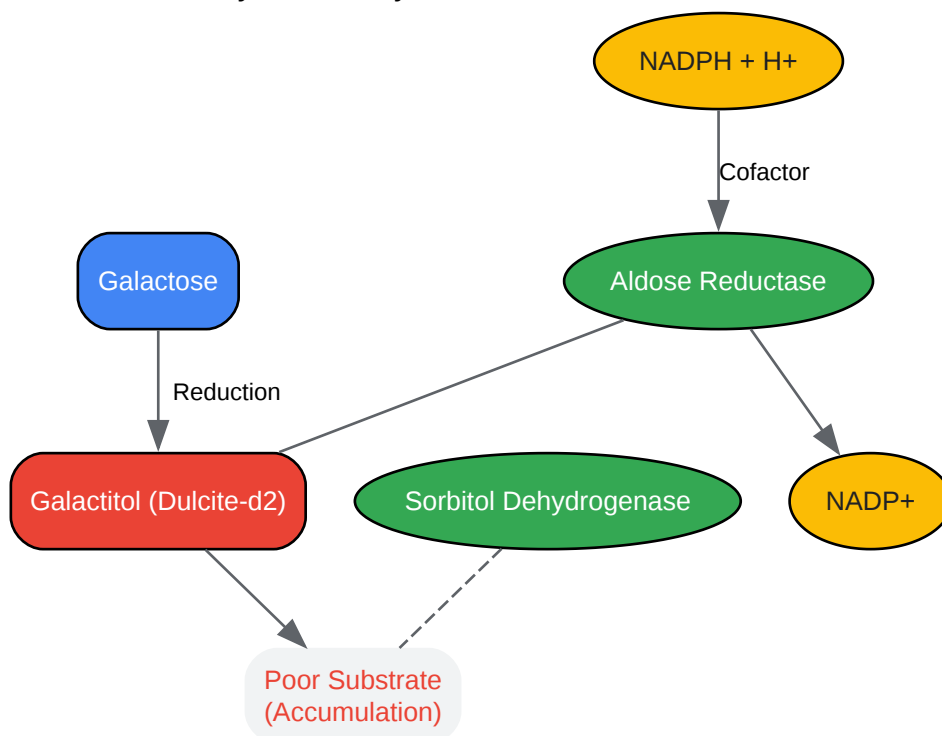 NADPH + H+
Cofactor
Galactose
Aldose Reductase
Reduction
Galactitol (Dulcite-d2)
Sorbitol Dehydrogenase
NADP+
Poor Substrate
(Accumulation)